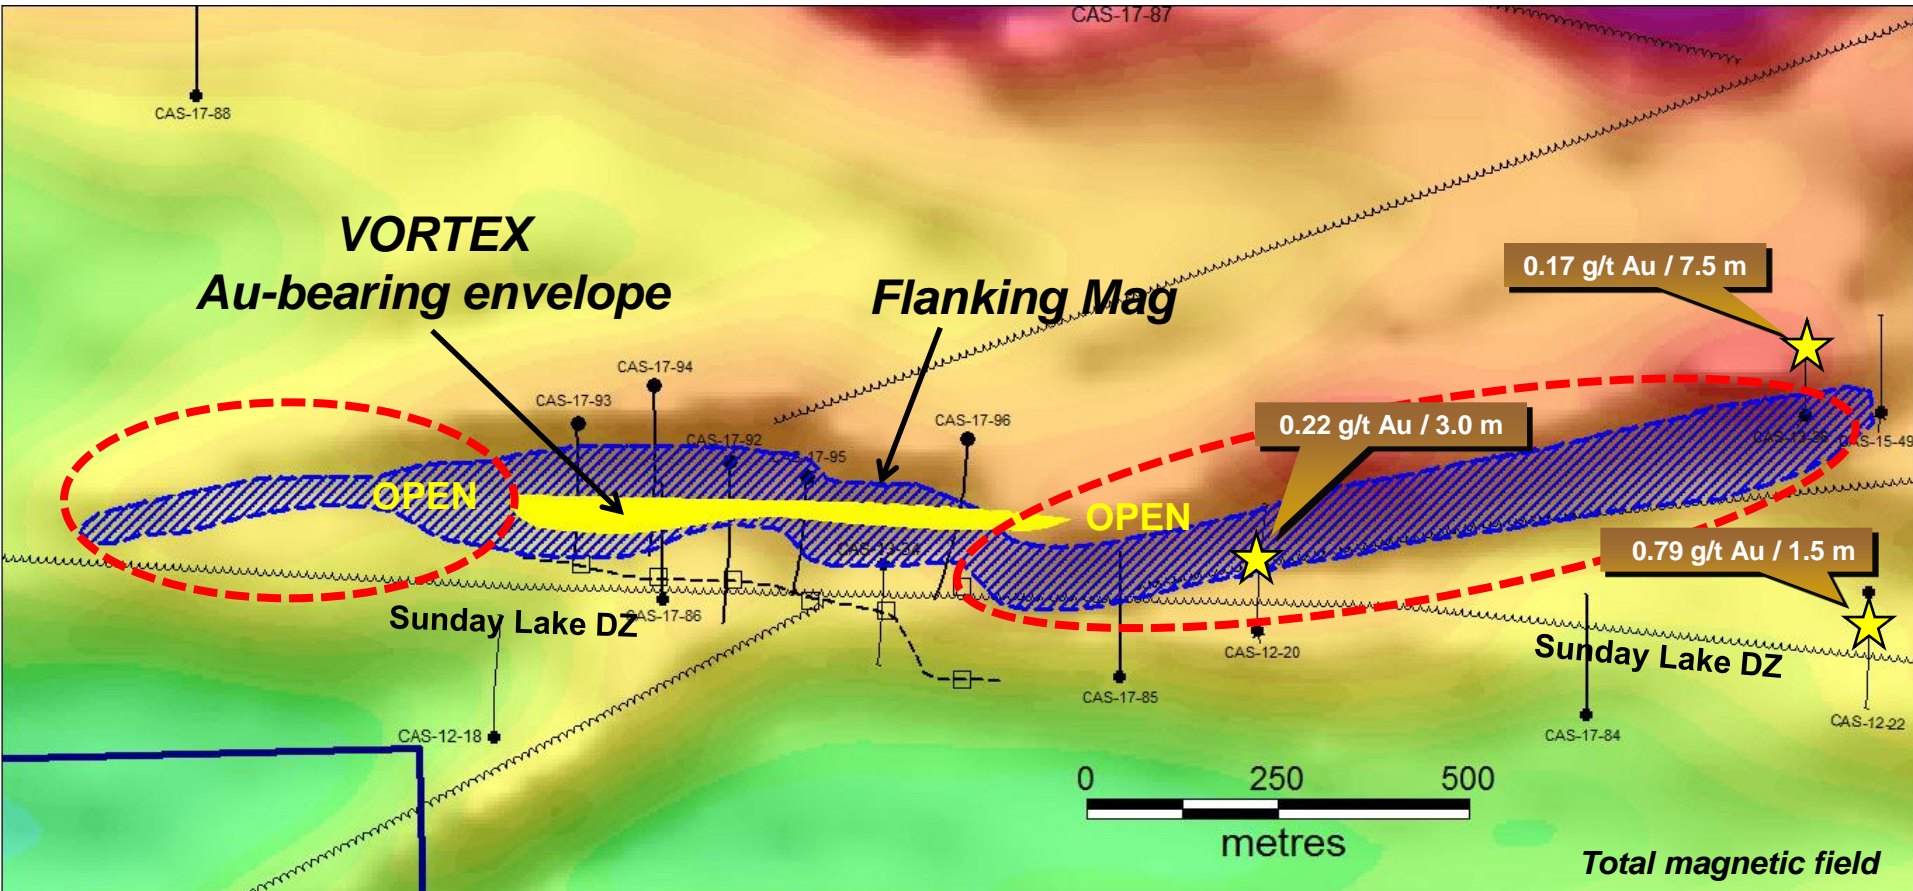 CAS-17-87
CAS-17-88
VORTEX
Au-bearing envelope
Flanking Mag
0.17 g/t Au / 7.5 m
CAS-17-94
CAS-17-93
CAS-17-96
CAS-17-92
0.22 g/t Au / 3.0 m
CAS-15-49
OPEN
OPEN
0.79 g/t Au / 1.5 m
Sunday Lake DZ
CAS-17-86
CAS-12-20
Sunday Lake DZ
CAS-17-85
CAS-12-22
CAS-12-18
CAS-17-84
0 250 500
metres
Total magnetic field